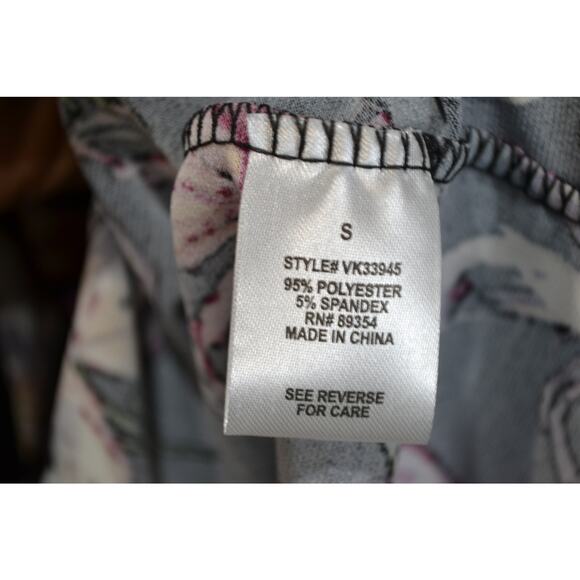 S
STYLE# VK33945
95% POLYESTER
5% SPANDEX
RN# 89354
MADE IN CHINA
SEE REVERSE
FOR CARE